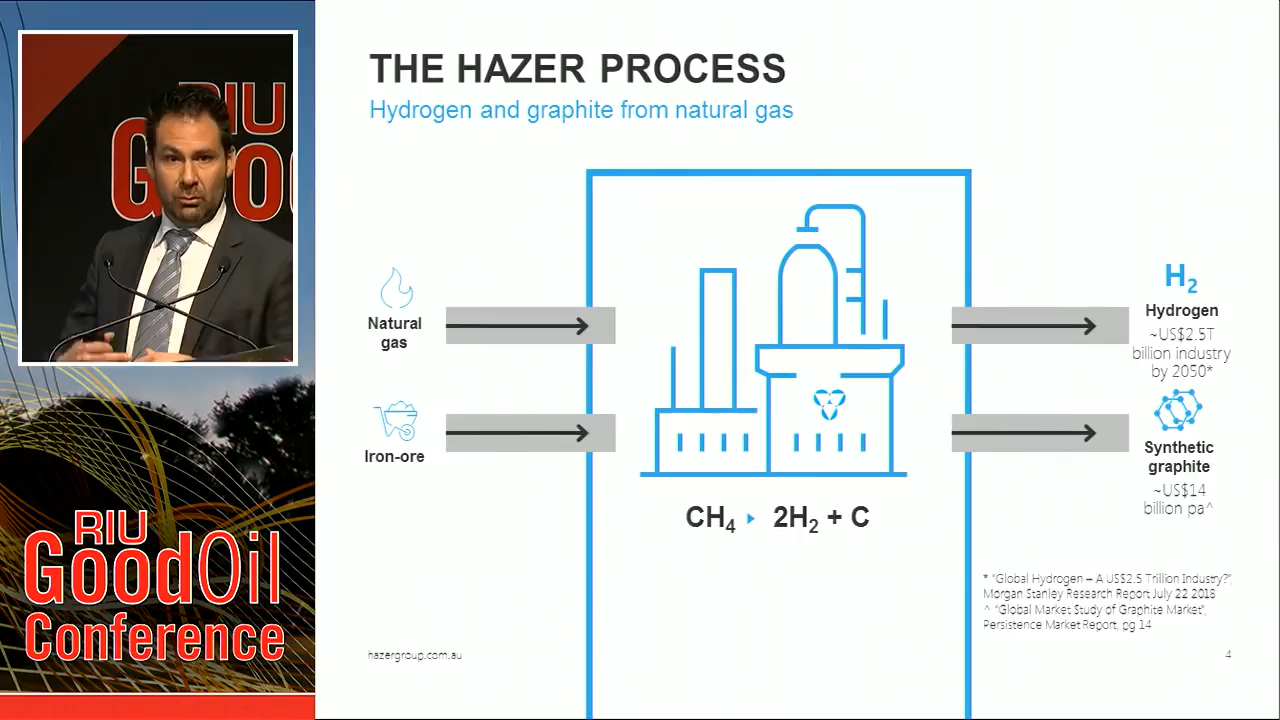 RIU
GOO
THE HAZER PROCESS
Hydrogen and graphite from natural gas
Natural
gas
Iron-ore
CH₄ ▸ 2H₂ + C
H₂
Hydrogen
~US$2.5T
billion industry
by 2050*
Synthetic
graphite
~US$14
billion pa^
* "Global Hydrogen – A US$2.5 Trillion Industry?",
Morgan Stanley Research Report July 22 2018
^ "Global Market Study of Graphite Market",
Persistence Market Report, pg 14
hazergroup.com.au
4
RIU
GoodOil
Conference